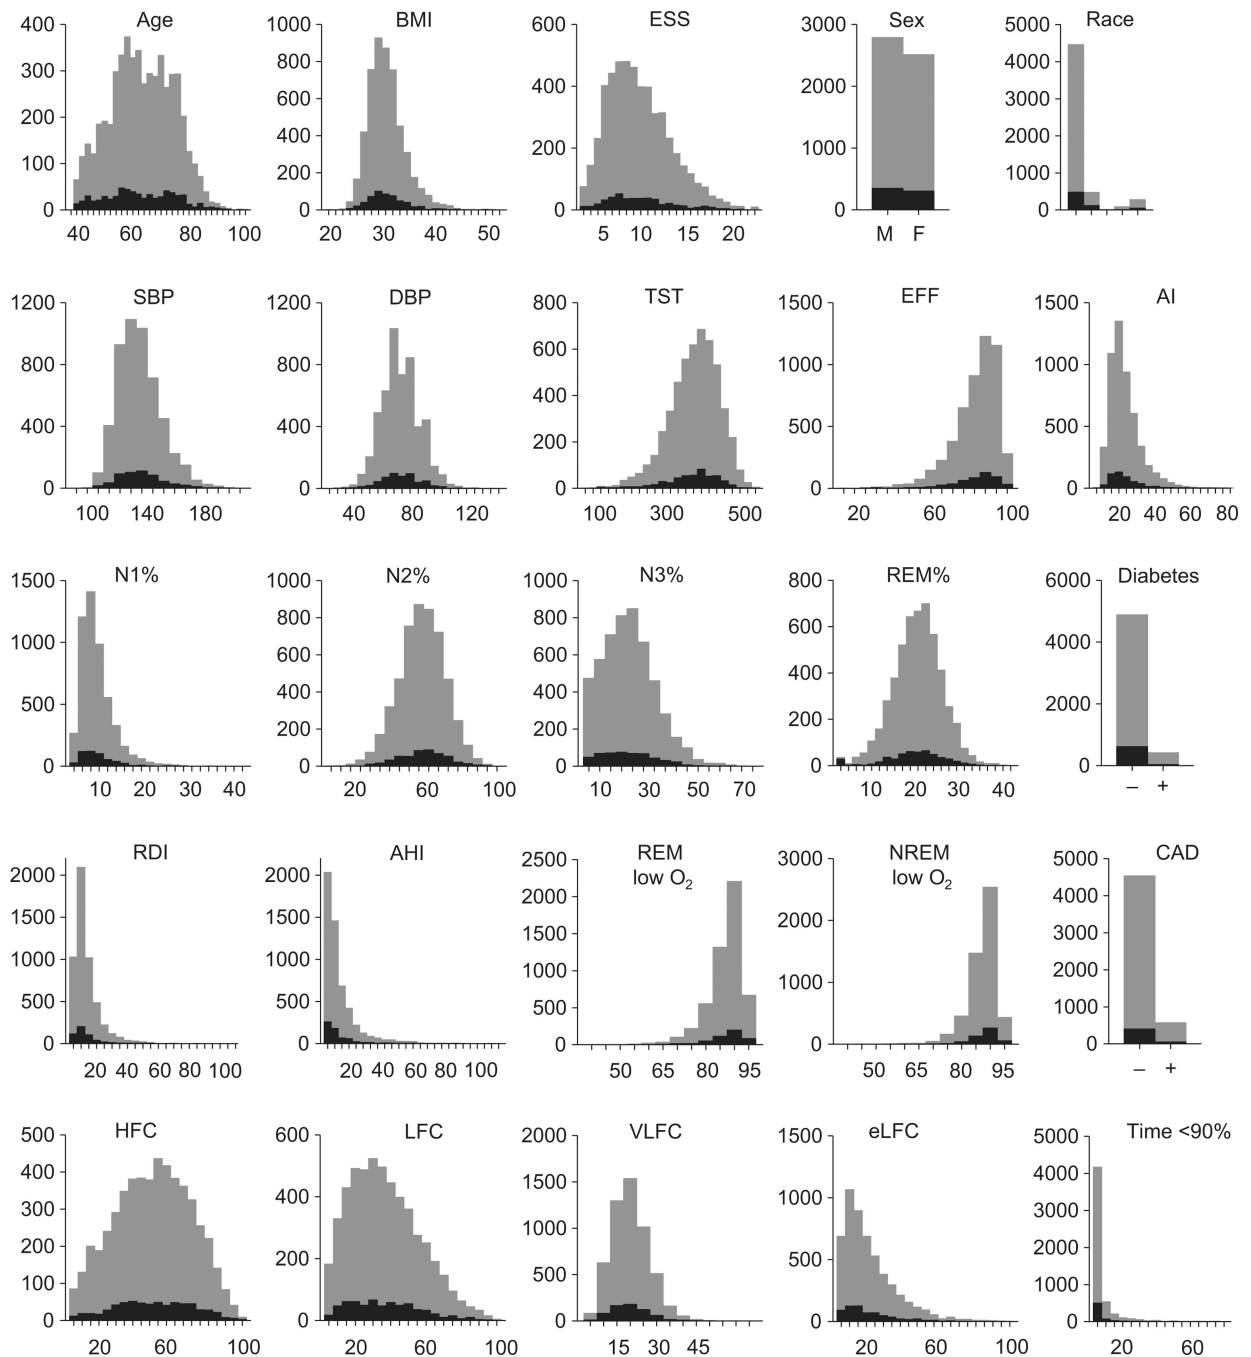 Age
400
300
200
100
0
40 60 80 100
BMI
1000
800
600
400
200
0
20 30 40 50
ESS
600
400
200
0
5 10 15 20
Sex
3000
2000
1000
0
M F
Race
5000
4000
3000
2000
1000
0
SBP
1200
800
400
0
100 140 180
DBP
1200
800
400
0
40 80 120
TST
800
600
400
200
0
100 300 500
EFF
1500
1000
500
0
20 60 100
AI
1500
1000
500
0
20 40 60 80
N1%
1500
1000
500
0
10 20 30 40
N2%
1000
800
600
400
200
0
20 60 100
N3%
1000
800
600
400
200
0
10 30 50 70
REM%
800
600
400
200
0
10 20 30 40
Diabetes
6000
4000
2000
0
– +
RDI
2000
1500
1000
500
0
20 40 60 80 100
AHI
2000
1500
1000
500
0
20 40 60 80 100
REM
low O2
2500
2000
1500
1000
500
0
50 65 80 95
NREM
low O2
3000
2000
1000
0
50 65 80 95
CAD
5000
4000
3000
2000
1000
0
– +
HFC
500
400
300
200
100
0
20 60 100
LFC
600
400
200
0
20 60 100
VLFC
2000
1500
1000
500
0
15 30 45
eLFC
1500
1000
500
0
20 60 100
Time <90%
5000
4000
3000
2000
1000
0
20 60